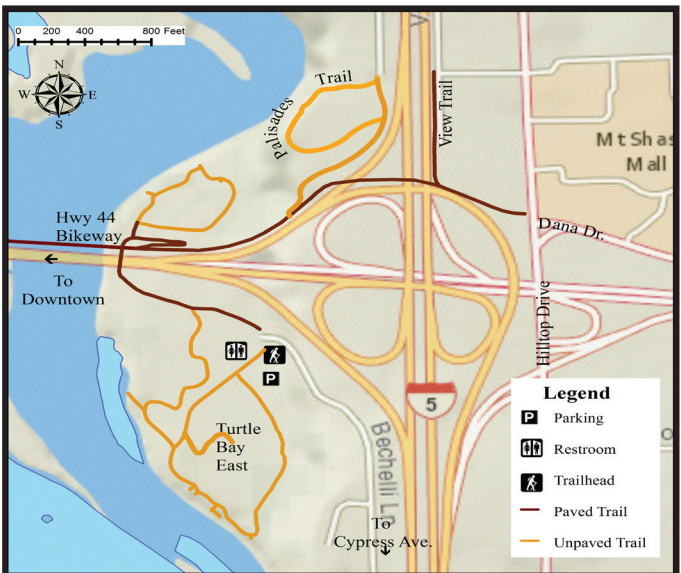 0 200 400 800 Feet
N
W E
S
V
Trail
Palisades
View Trail
Mt Shas
Mall
Hwy 44
Bikeway
Dana Dr.
To
Downtown
Hilltop Drive
5
P
Turtle
Bay
East
Bechelli Ln.
To
Cypress Ave.
O
Legend
P Parking
Restroom
Trailhead
Paved Trail
Unpaved Trail